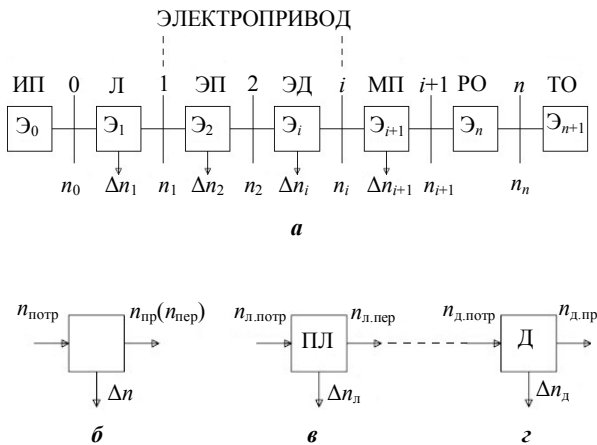 ЭЛЕКТРОПРИВОД
ИП 0 Л 1 ЭП 2 ЭД i МП i+1 РО n ТО
Э₀ Э₁ Э₂ Эᵢ Эᵢ₊₁ Эₙ Эₙ₊₁
n₀ Δn₁ n₁ Δn₂ n₂ Δnᵢ nᵢ Δnᵢ₊₁ nᵢ₊₁ nₙ
а
nпотр nпр(nпер) nл.потр nл.пер nд.потр nд.пр
ПЛ Д
Δn Δnл Δnд
б в г